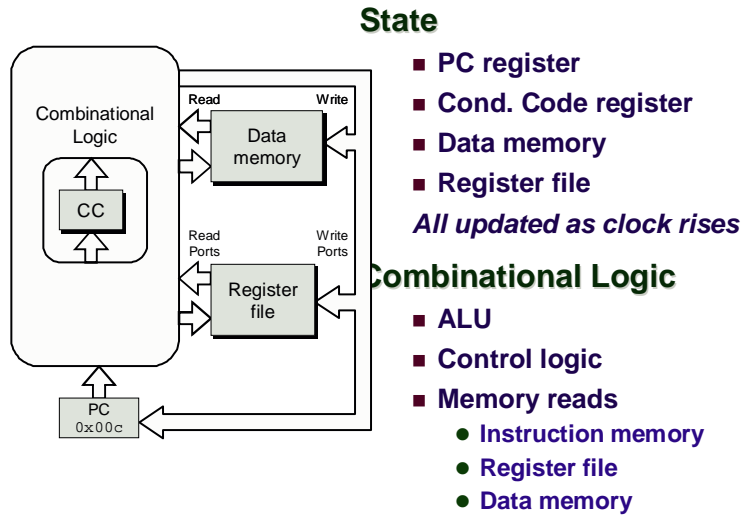 Combinational
Logic
CC
Read
Write
Data
memory
Read
Ports
Write
Ports
Register
file
PC
0x00c
State
PC register
Cond. Code register
Data memory
Register file
All updated as clock rises
Combinational Logic
ALU
Control logic
Memory reads
Instruction memory
Register file
Data memory